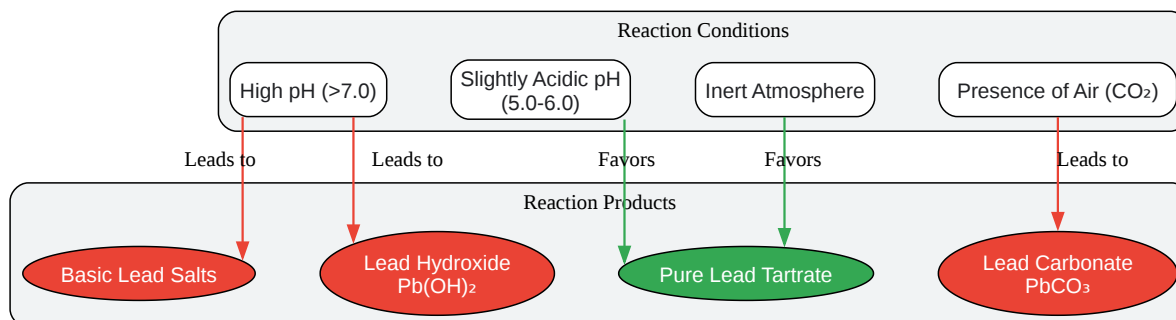 Reaction Conditions
High pH (>7.0)
Slightly Acidic pH
(5.0-6.0)
Inert Atmosphere
Presence of Air (CO₂)
Leads to
Leads to
Favors
Favors
Leads to
Reaction Products
Basic Lead Salts
Lead Hydroxide
Pb(OH)₂
Pure Lead Tartrate
Lead Carbonate
PbCO₃